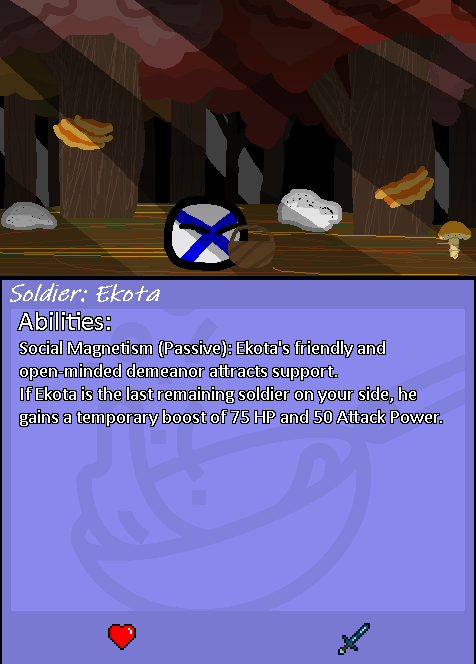 Soldier: Ekota
Abilities:
Social Magnetism (Passive): Ekota's friendly and
open-minded demeanor attracts support.
If Ekota is the last remaining soldier on your side, he
gains a temporary boost of 75 HP and 50 Attack Power.